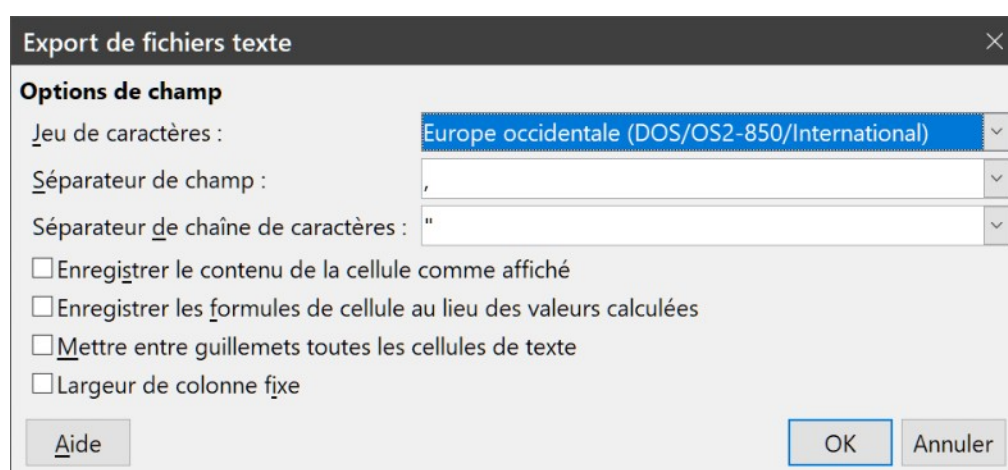 Export de fichiers texte
Options de champ
Jeu de caractères :
Europe occidentale (DOS/OS2-850/International)
Séparateur de champ :
,
Séparateur de chaîne de caractères :
"
Enregistrer le contenu de la cellule comme affiché
Enregistrer les formules de cellule au lieu des valeurs calculées
Mettre entre guillemets toutes les cellules de texte
Largeur de colonne fixe
Aide
OK
Annuler